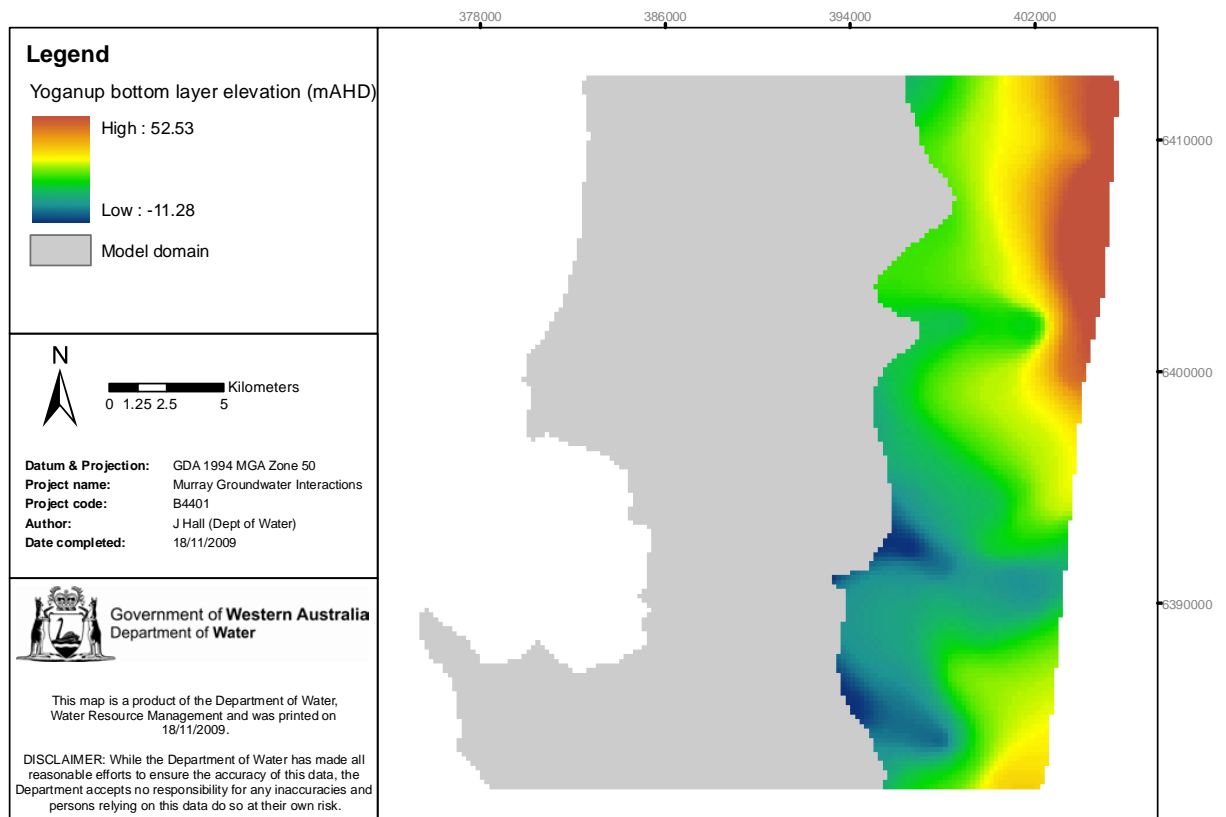 378000 386000 394000 402000
Legend
Yoganup bottom layer elevation (mAHD)
High : 52.53
Low : -11.28
Model domain
6410000
6400000
6390000
N
Kilometers
0 1.25 2.5 5
Datum & Projection: GDA 1994 MGA Zone 50
Project name: Murray Groundwater Interactions
Project code: B4401
Author: J Hall (Dept of Water)
Date completed: 18/11/2009
Government of Western Australia
Department of Water
This map is a product of the Department of Water,
Water Resource Management and was printed on
18/11/2009.
DISCLAIMER: While the Department of Water has made all
reasonable efforts to ensure the accuracy of this data, the
Department accepts no responsibility for any inaccuracies and
persons relying on this data do so at their own risk.